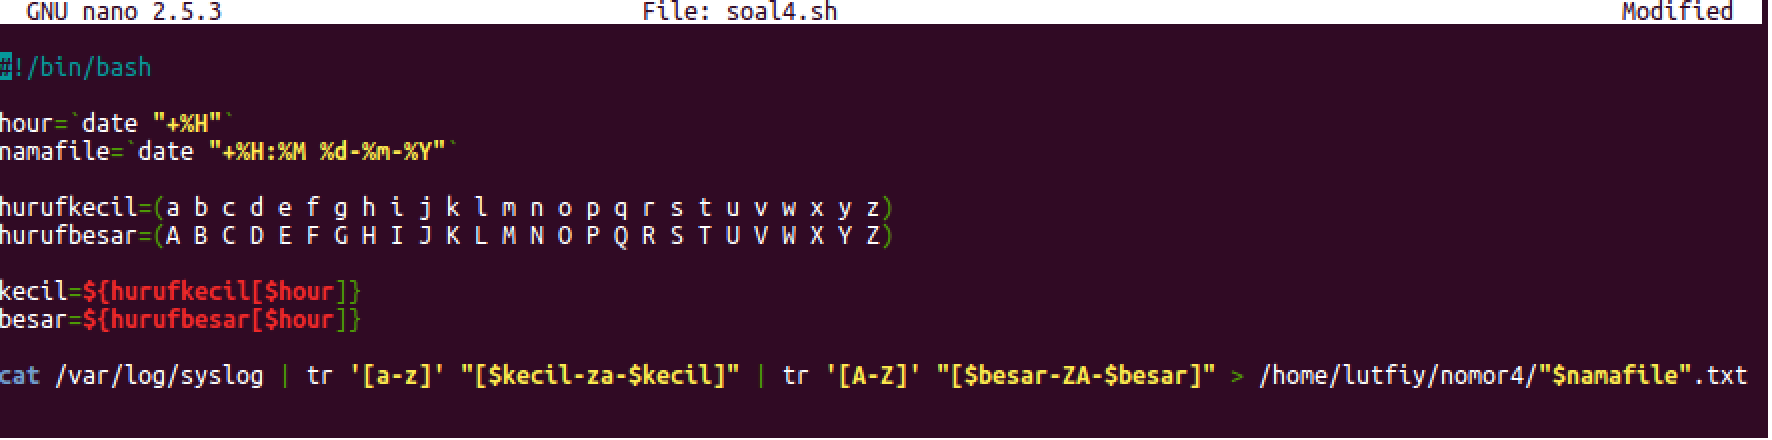 GNU nano 2.5.3 File: soal4.sh Modified
#!/bin/bash
hour=`date "+%H"`
namafile=`date "+%H:%M %d-%m-%Y"`
hurufkecil=(a b c d e f g h i j k l m n o p q r s t u v w x y z)
hurufbesar=(A B C D E F G H I J K L M N O P Q R S T U V W X Y Z)
kecil=${hurufkecil[$hour]}
besar=${hurufbesar[$hour]}
cat /var/log/syslog | tr '[a-z]' "[$kecil-za-$kecil]" | tr '[A-Z]' "[$besar-ZA-$besar]" > /home/lutfiy/nomor4/"$namafile".txt